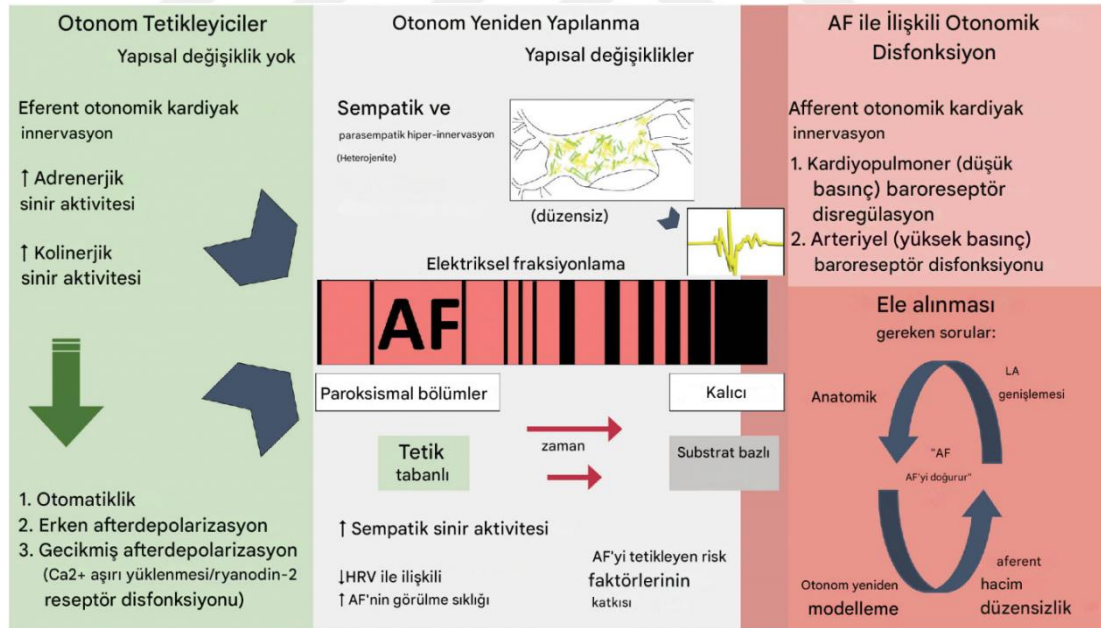 Otonom Tetikleyiciler
Yapısal değişiklik yok
Eferent otonomik kardiyak
innervasyon
↑ Adrenerjik
sinir aktivitesi
↑ Kolinerjik
sinir aktivitesi
1. Otomatiklik
2. Erken afterdepolarizasyon
3. Gecikmiş afterdepolarizasyon
(Ca2+ aşırı yüklenmesi/ryanodin-2
reseptör disfonksiyonu)
Otonom Yeniden Yapılanma
Yapısal değişiklikler
Sempatik ve
parasempatik hiper-innervasyon
(Heterojenite)
(düzensiz)
Elektriksel fraksiyonlama
AF
Paroksismal bölümler
Kalıcı
Tetik
tabanlı
zaman
Substrat bazlı
↑ Sempatik sinir aktivitesi
↓HRV ile ilişkili
↑ AF'nin görülme sıklığı
AF'yi tetikleyen risk
faktörlerinin
katkısı
AF ile İlişkili Otonomik
Disfonksiyon
Afferent otonomik kardiyak
innervasyon
1. Kardiyopulmoner (düşük
basınç) baroreseptör
disregülasyon
2. Arteriyel (yüksek basınç)
baroreseptör disfonksiyonu
Ele alınması
gereken sorular:
Anatomik
LA
genişlemesi
"AF
AF'yi doğurur"
Otonom yeniden
modelleme
aferent
hacim
düzensizlik